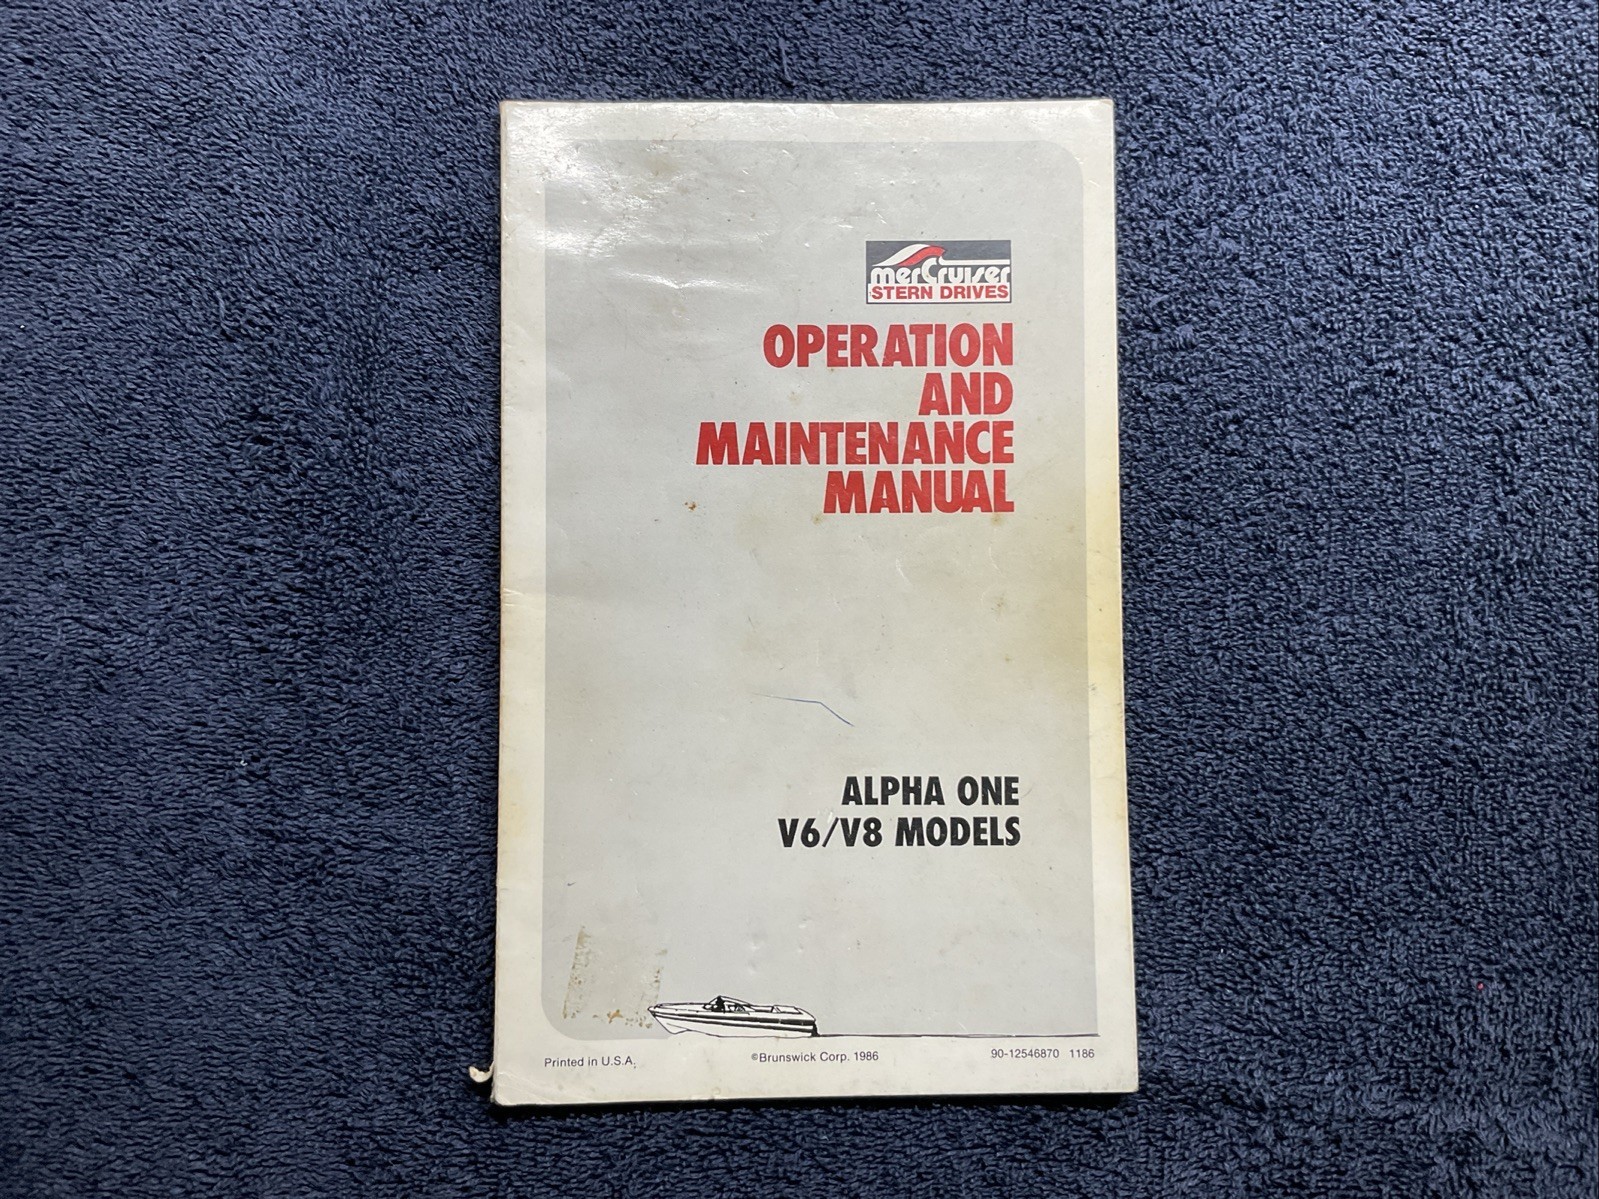 merCruiser
STERN DRIVES
OPERATION
AND
MAINTENANCE
MANUAL
ALPHA ONE
V6/V8 MODELS
Printed in U.S.A.
©Brunswick Corp. 1986
90-12546870 1186